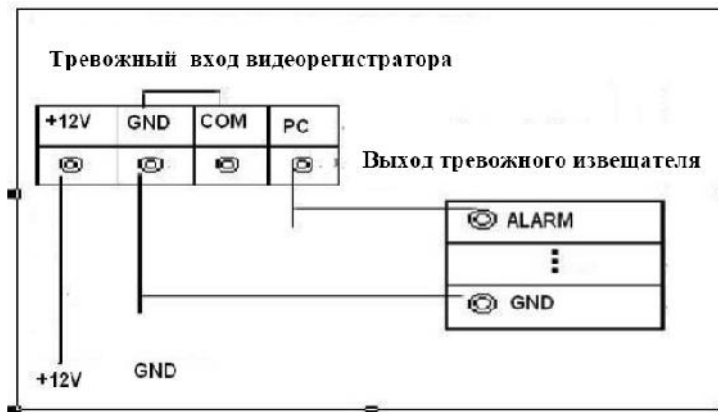 Тревожный вход видеорегистратора
+12V GND COM PC
Выход тревожного извещателя
ALARM
GND
+12V GND